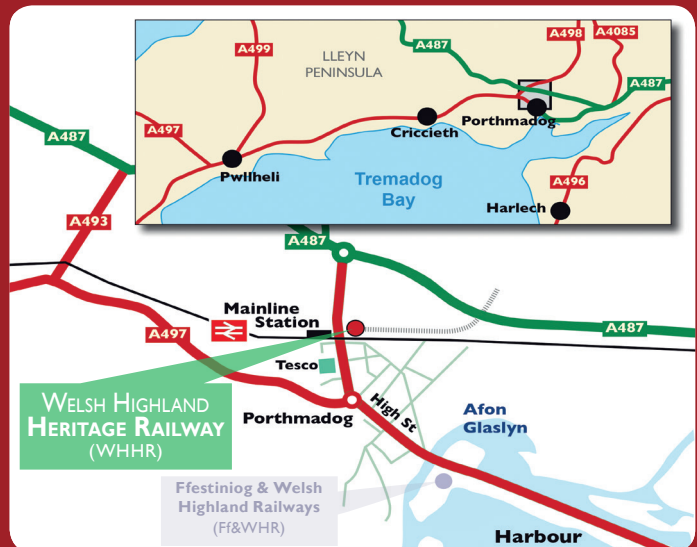 A499
A487
A498
A4085
LLEYN
PENINSULA
A487
A497
Porthmadog
Criccieth
Pwllheli
Tremadog
Bay
A496
Harlech
A487
A493
A487
Mainline
Station
A497
A487
Tesco
WELSH HIGHLAND
HERITAGE RAILWAY
(WHHR)
Porthmadog
High St
Afon
Glaslyn
Ffestiniog & Welsh
Highland Railways
(Ff&WHR)
Harbour